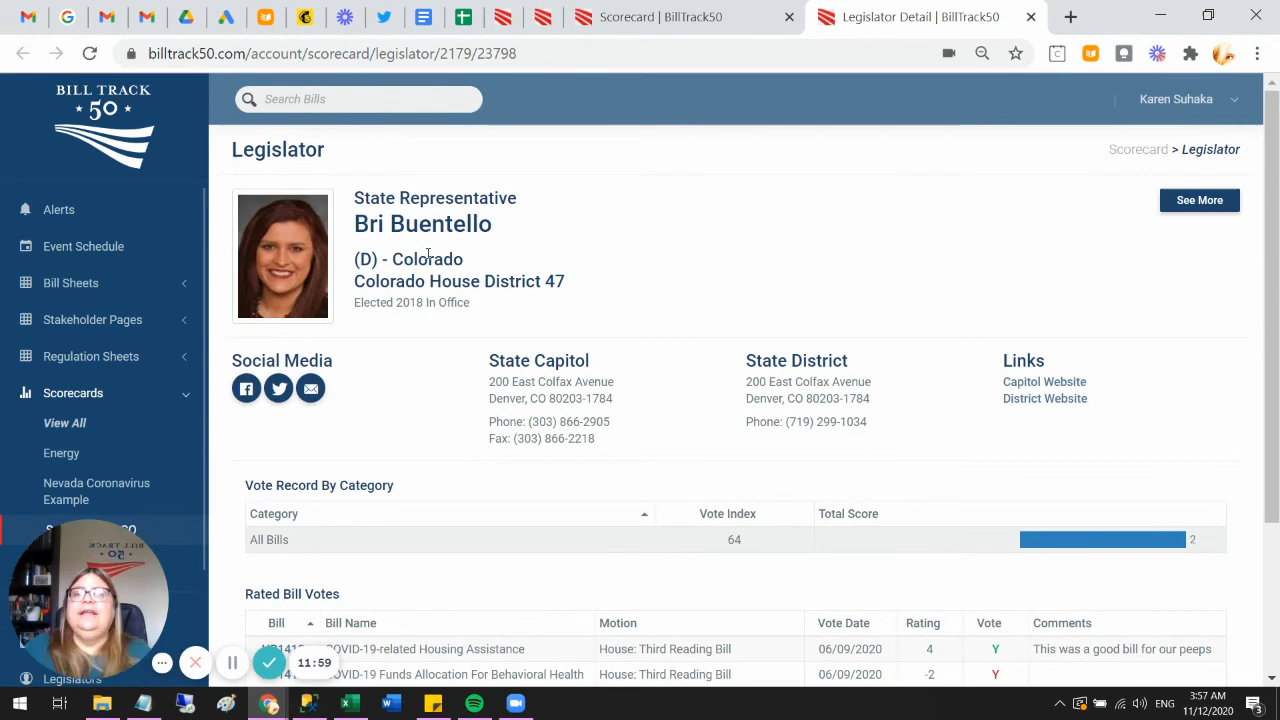 Scorecard | BillTrack50
Legislator Detail | BillTrack50
billtrack50.com/account/scorecard/legislator/2179/23798
BILL TRACK
50
Search Bills
Karen Suhaka
Legislator
Scorecard > Legislator
Alerts
Event Schedule
Bill Sheets
Stakeholder Pages
Regulation Sheets
Scorecards
View All
Energy
Nevada Coronavirus
Example
State Representative
Bri Buentello
(D) - Colorado
Colorado House District 47
Elected 2018 In Office
See More
Social Media
State Capitol
200 East Colfax Avenue
Denver, CO 80203-1784
Phone: (303) 866-2905
Fax: (303) 866-2218
State District
200 East Colfax Avenue
Denver, CO 80203-1784
Phone: (719) 299-1034
Links
Capitol Website
District Website
Vote Record By Category
Category Vote Index Total Score
All Bills 64 2
Rated Bill Votes
Bill Bill Name Motion Vote Date Rating Vote Comments
COVID-19-related Housing Assistance House: Third Reading Bill 06/09/2020 4 Y This was a good bill for our peeps
COVID-19 Funds Allocation For Behavioral Health House: Third Reading Bill 06/09/2020 -2 Y
BILL TRACK
50
11:59
Legislators
ENG
3:57 AM
11/12/2020
3